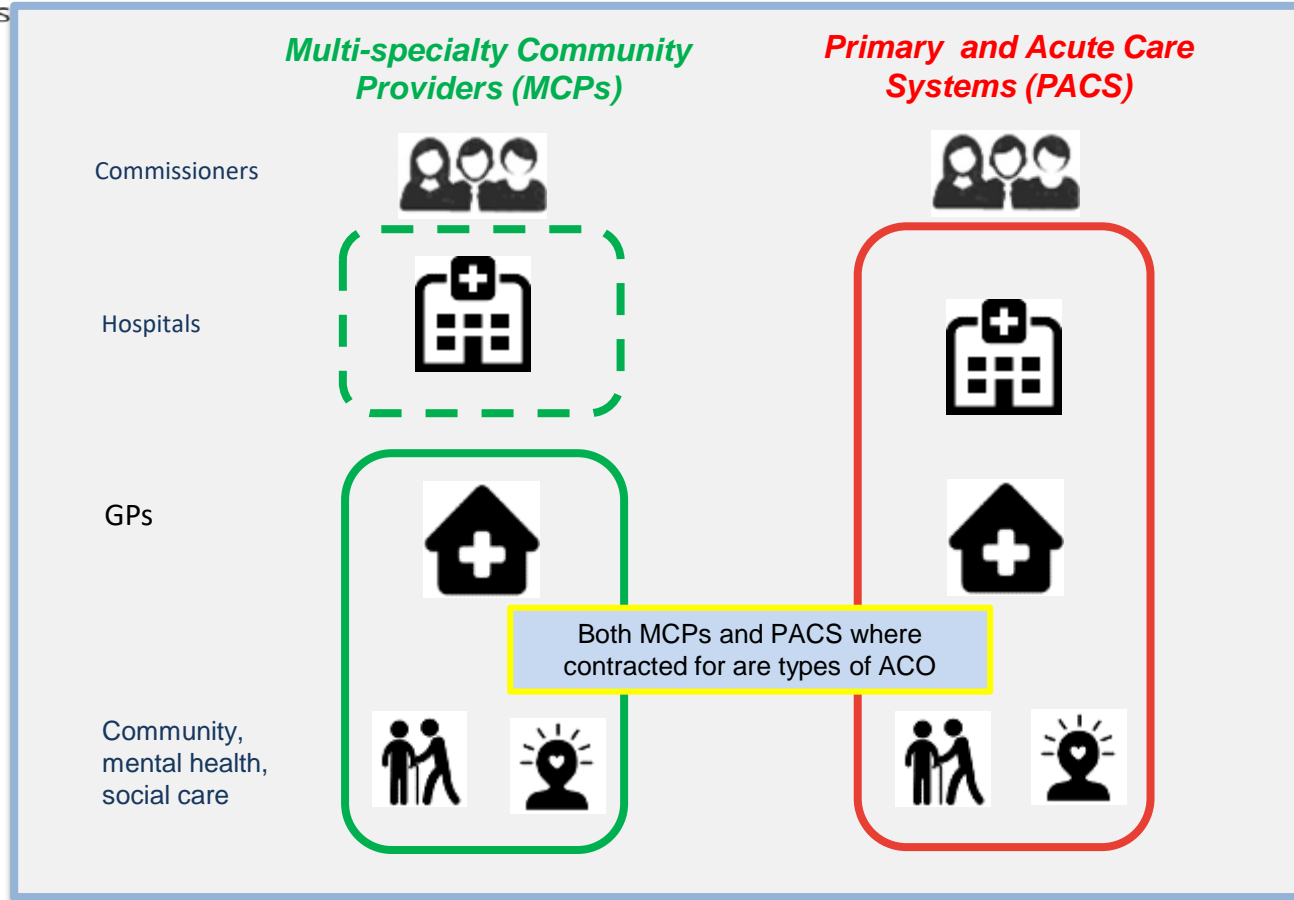 s
Multi-specialty Community
Providers (MCPs)
Primary and Acute Care
Systems (PACS)
Commissioners
Hospitals
GPs
Both MCPs and PACS where
contracted for are types of ACO
Community,
mental health,
social care